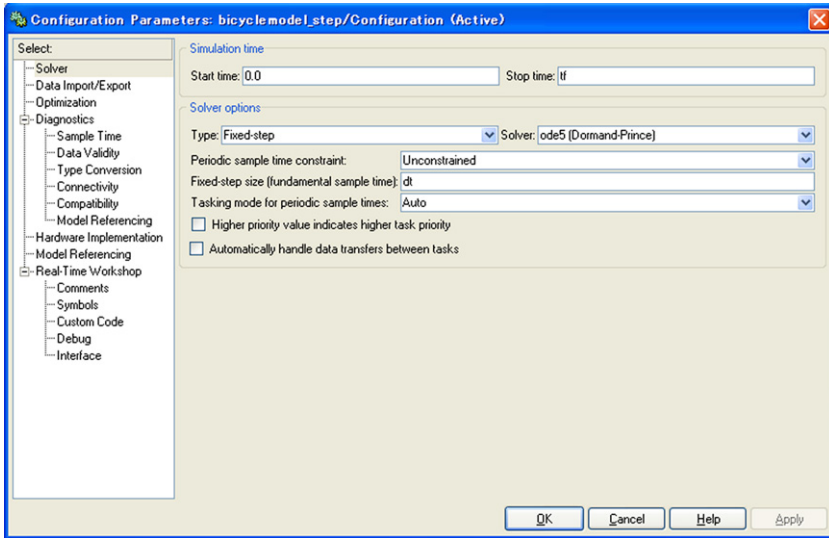 Configuration Parameters: bicyclemodel_step/Configuration (Active)
Select:
Solver
Data Import/Export
Optimization
Diagnostics
Sample Time
Data Validity
Type Conversion
Connectivity
Compatibility
Model Referencing
Hardware Implementation
Model Referencing
Real-Time Workshop
Comments
Symbols
Custom Code
Debug
Interface
Simulation time
Start time: 0.0 Stop time: tf
Solver options
Type: Fixed-step Solver: ode5 (Dormand-Prince)
Periodic sample time constraint: Unconstrained
Fixed-step size (fundamental sample time): dt
Tasking mode for periodic sample times: Auto
Higher priority value indicates higher task priority
Automatically handle data transfers between tasks
OK Cancel Help Apply